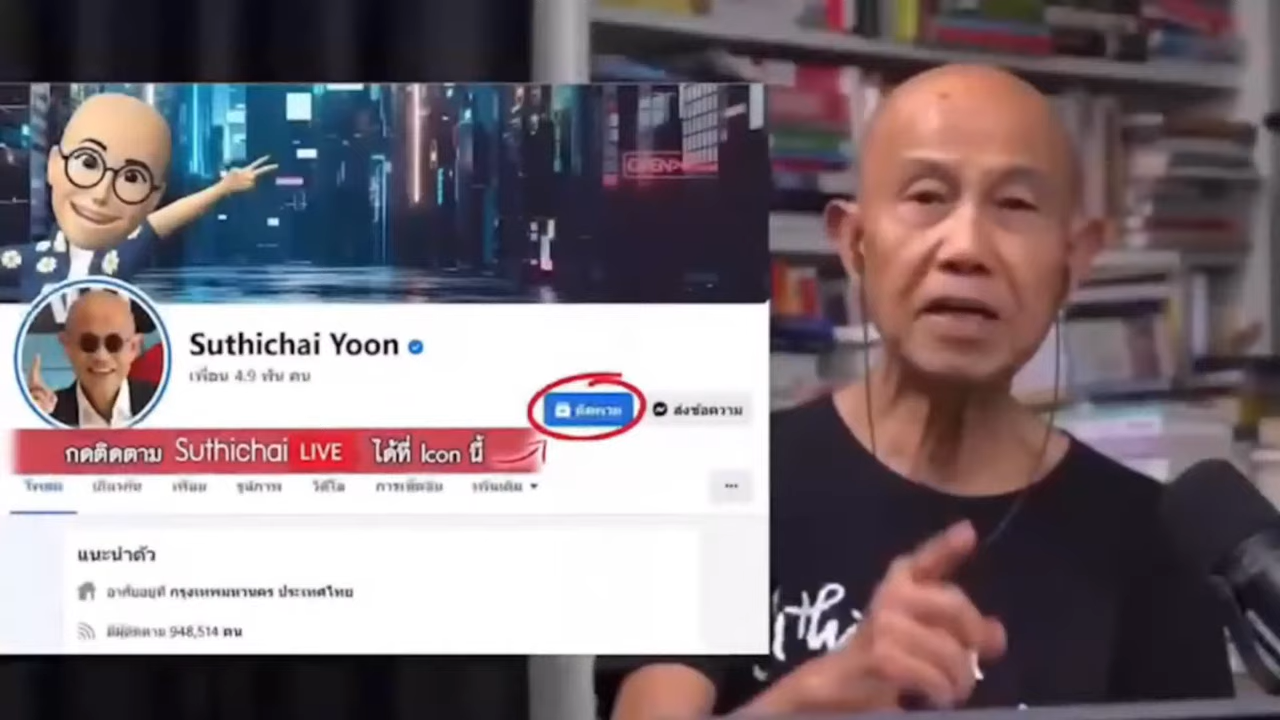 Suthichai Yoon
เพื่อน 4.9 พัน คน
ติดตาม
ส่งข้อความ
กดติดตาม Suthichai LIVE ได้ที่ Icon นี้
โพสต์ เกี่ยวกับ เพื่อน รูปภาพ วิดีโอ การเช็คอิน เพิ่มเติม
แนะนำตัว
อาศัยอยู่ที่ กรุงเทพมหานคร ประเทศไทย
มีผู้ติดตาม 948,514 คน